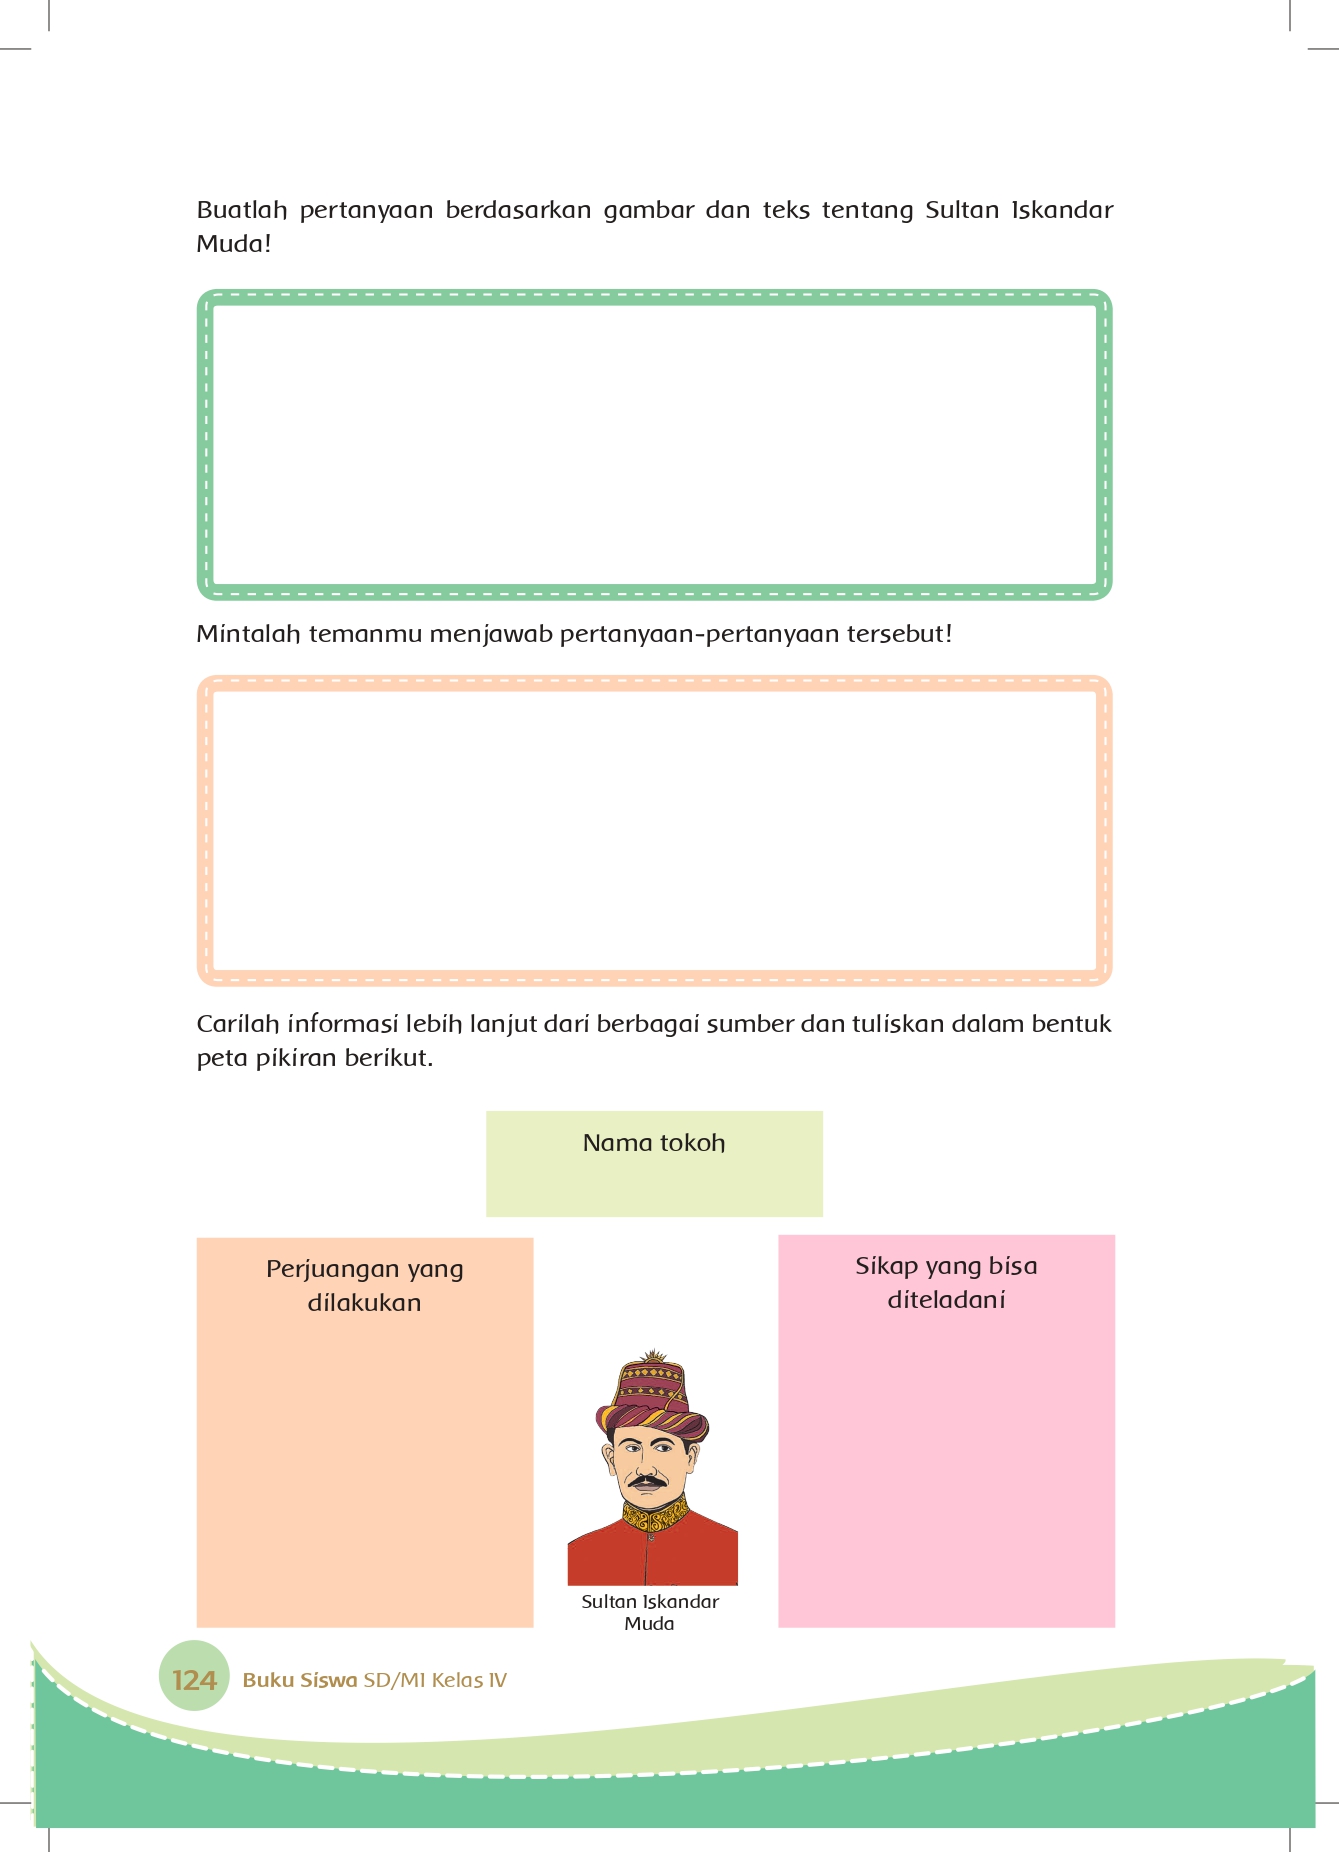 Buatlah pertanyaan berdasarkan gambar dan teks tentang Sultan Iskandar
Muda!
Mintalah temanmu menjawab pertanyaan-pertanyaan tersebut!
Carilah informasi lebih lanjut dari berbagai sumber dan tuliskan dalam bentuk
peta pikiran berikut.
Nama tokoh
Perjuangan yang
dilakukan
Sikap yang bisa
diteladani
Sultan Iskandar
Muda
124
Buku Siswa SD/MI Kelas IV